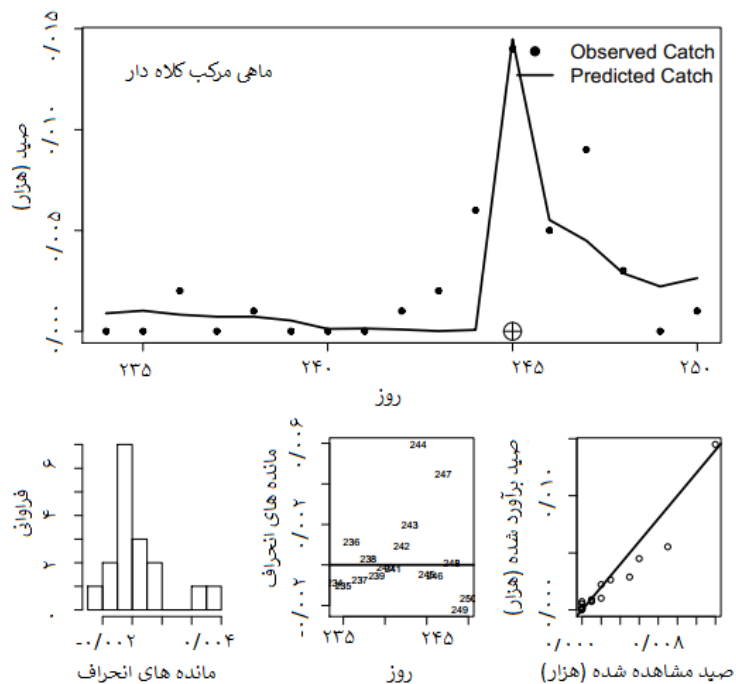 ماهی مرکب کلاه دار
Observed Catch
Predicted Catch
صید (هزار)
۰/۰۱۵
۰/۰۱۰
۰/۰۰۵
۰/۰۰۰
۲۳۵ ۲۴۰ ۲۴۵ ۲۵۰
روز
فراوانی
۶
۴
۲
۰
-۰/۰۰۲ ۰/۰۰۴
مانده های انحراف
مانده های انحراف
۰/۰۰۶
۰/۰۰۲
-۰/۰۰۲
244
247
243
242
236
238
248
241
239
237
235
246
250
249
۲۳۵ ۲۴۵
روز
صید برآورد شده (هزار)
۰/۰۱۰
۰/۰۰۰
۰/۰۰۰ ۰/۰۰۸
صید مشاهده شده (هزار)